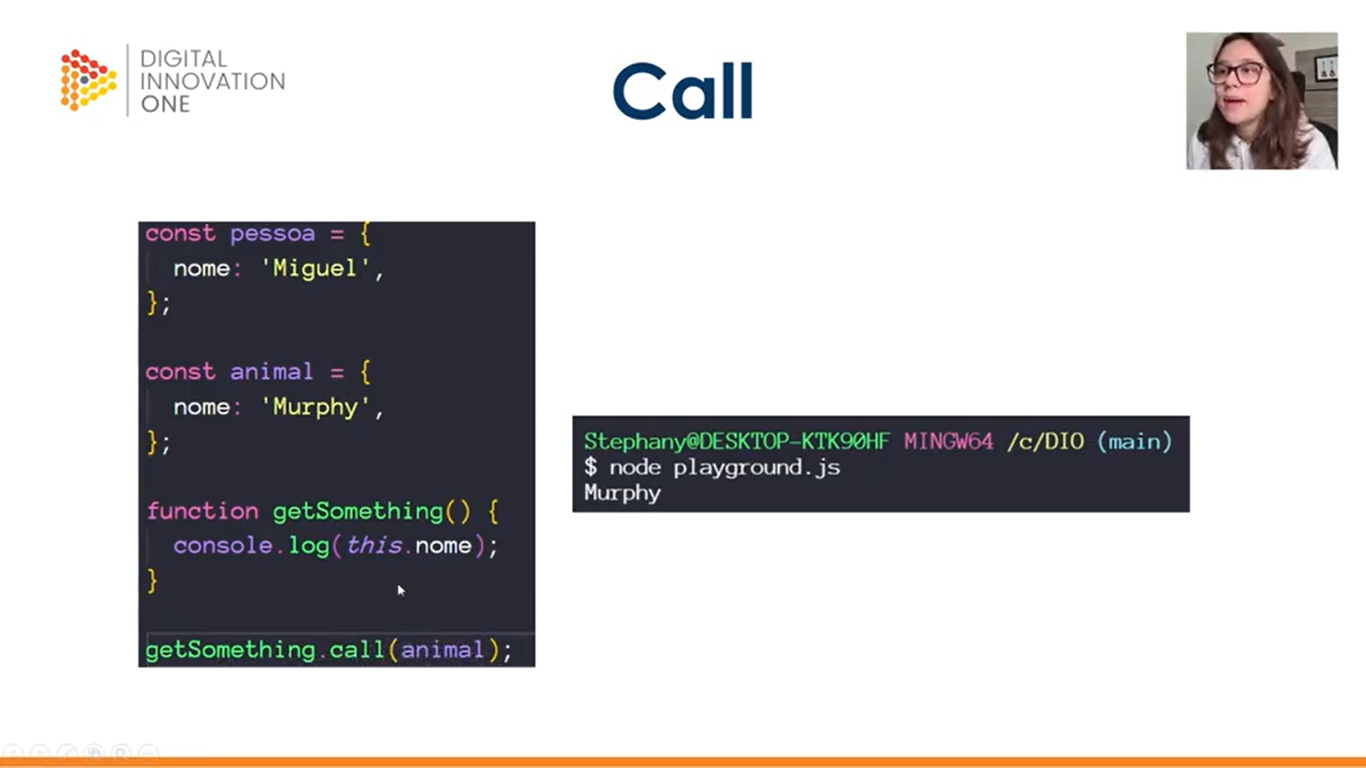 DIGITAL
INNOVATION
ONE
Call
const pessoa = {
nome: 'Miguel',
};
const animal = {
nome: 'Murphy',
};
function getSomething() {
console.log(this.nome);
}
getSomething.call(animal);
Stephany@DESKTOP-KTK90HF MINGW64 /c/DIO (main)
$ node playground.js
Murphy